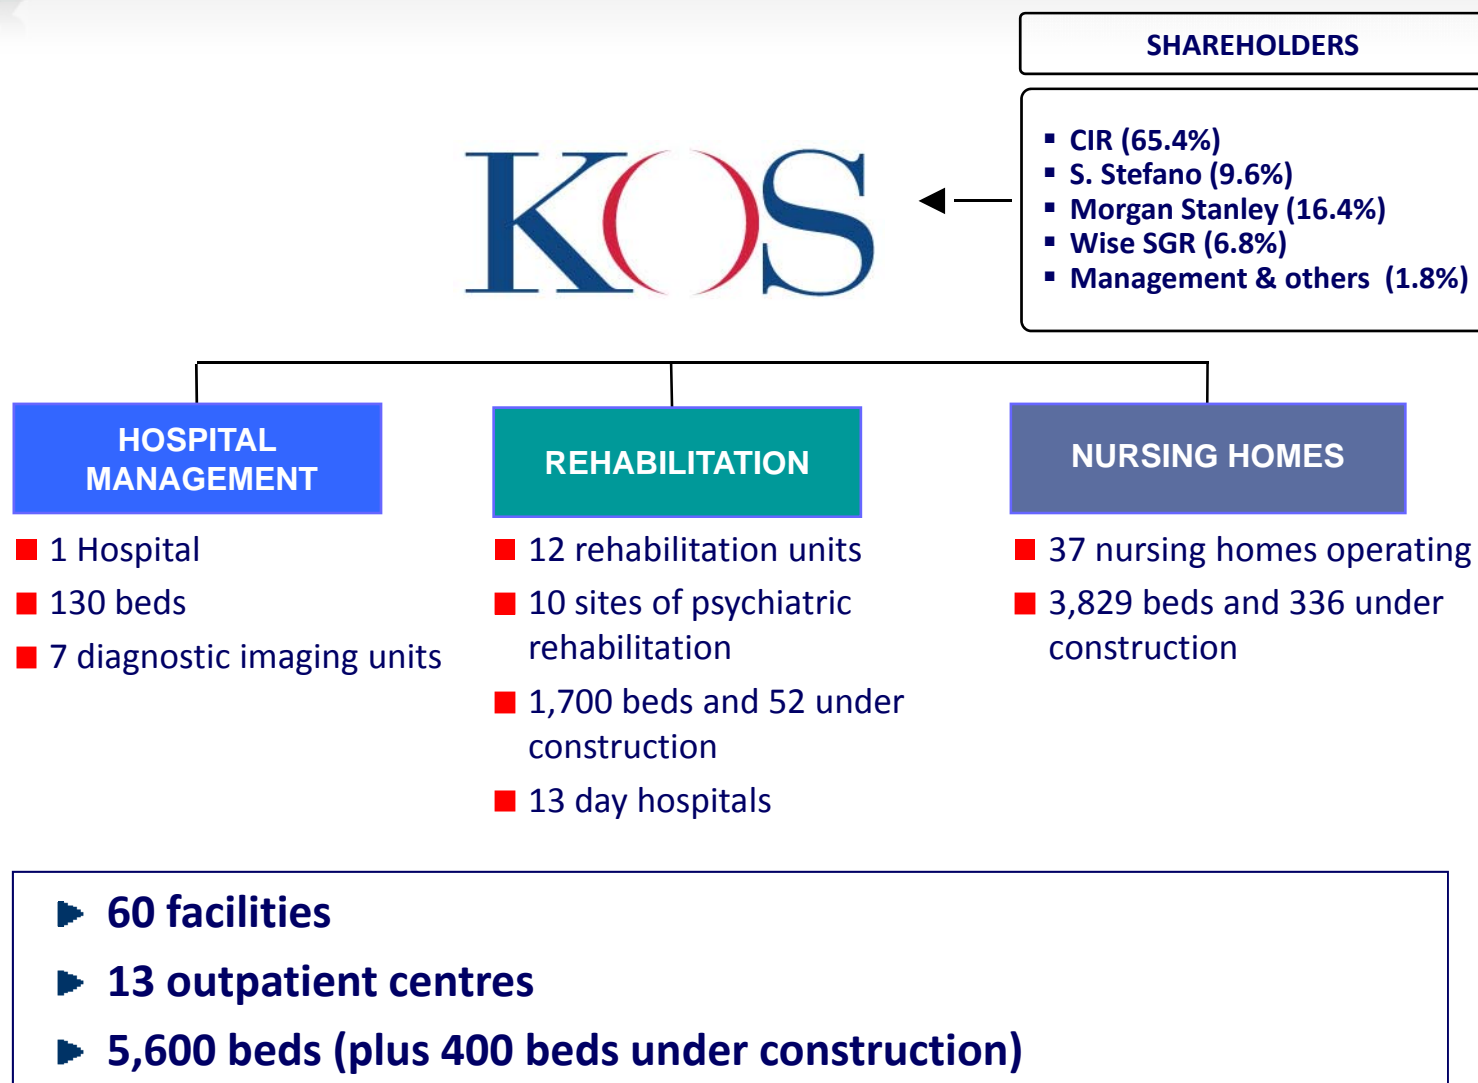 SHAREHOLDERS
▪ CIR (65.4%)
▪ S. Stefano (9.6%)
▪ Morgan Stanley (16.4%)
▪ Wise SGR (6.8%)
▪ Management & others (1.8%)
KOS
HOSPITAL
MANAGEMENT
■ 1 Hospital
■ 130 beds
■ 7 diagnostic imaging units
REHABILITATION
■ 12 rehabilitation units
■ 10 sites of psychiatric
rehabilitation
■ 1,700 beds and 52 under
construction
■ 13 day hospitals
NURSING HOMES
■ 37 nursing homes operating
■ 3,829 beds and 336 under
construction
► 60 facilities
► 13 outpatient centres
► 5,600 beds (plus 400 beds under construction)